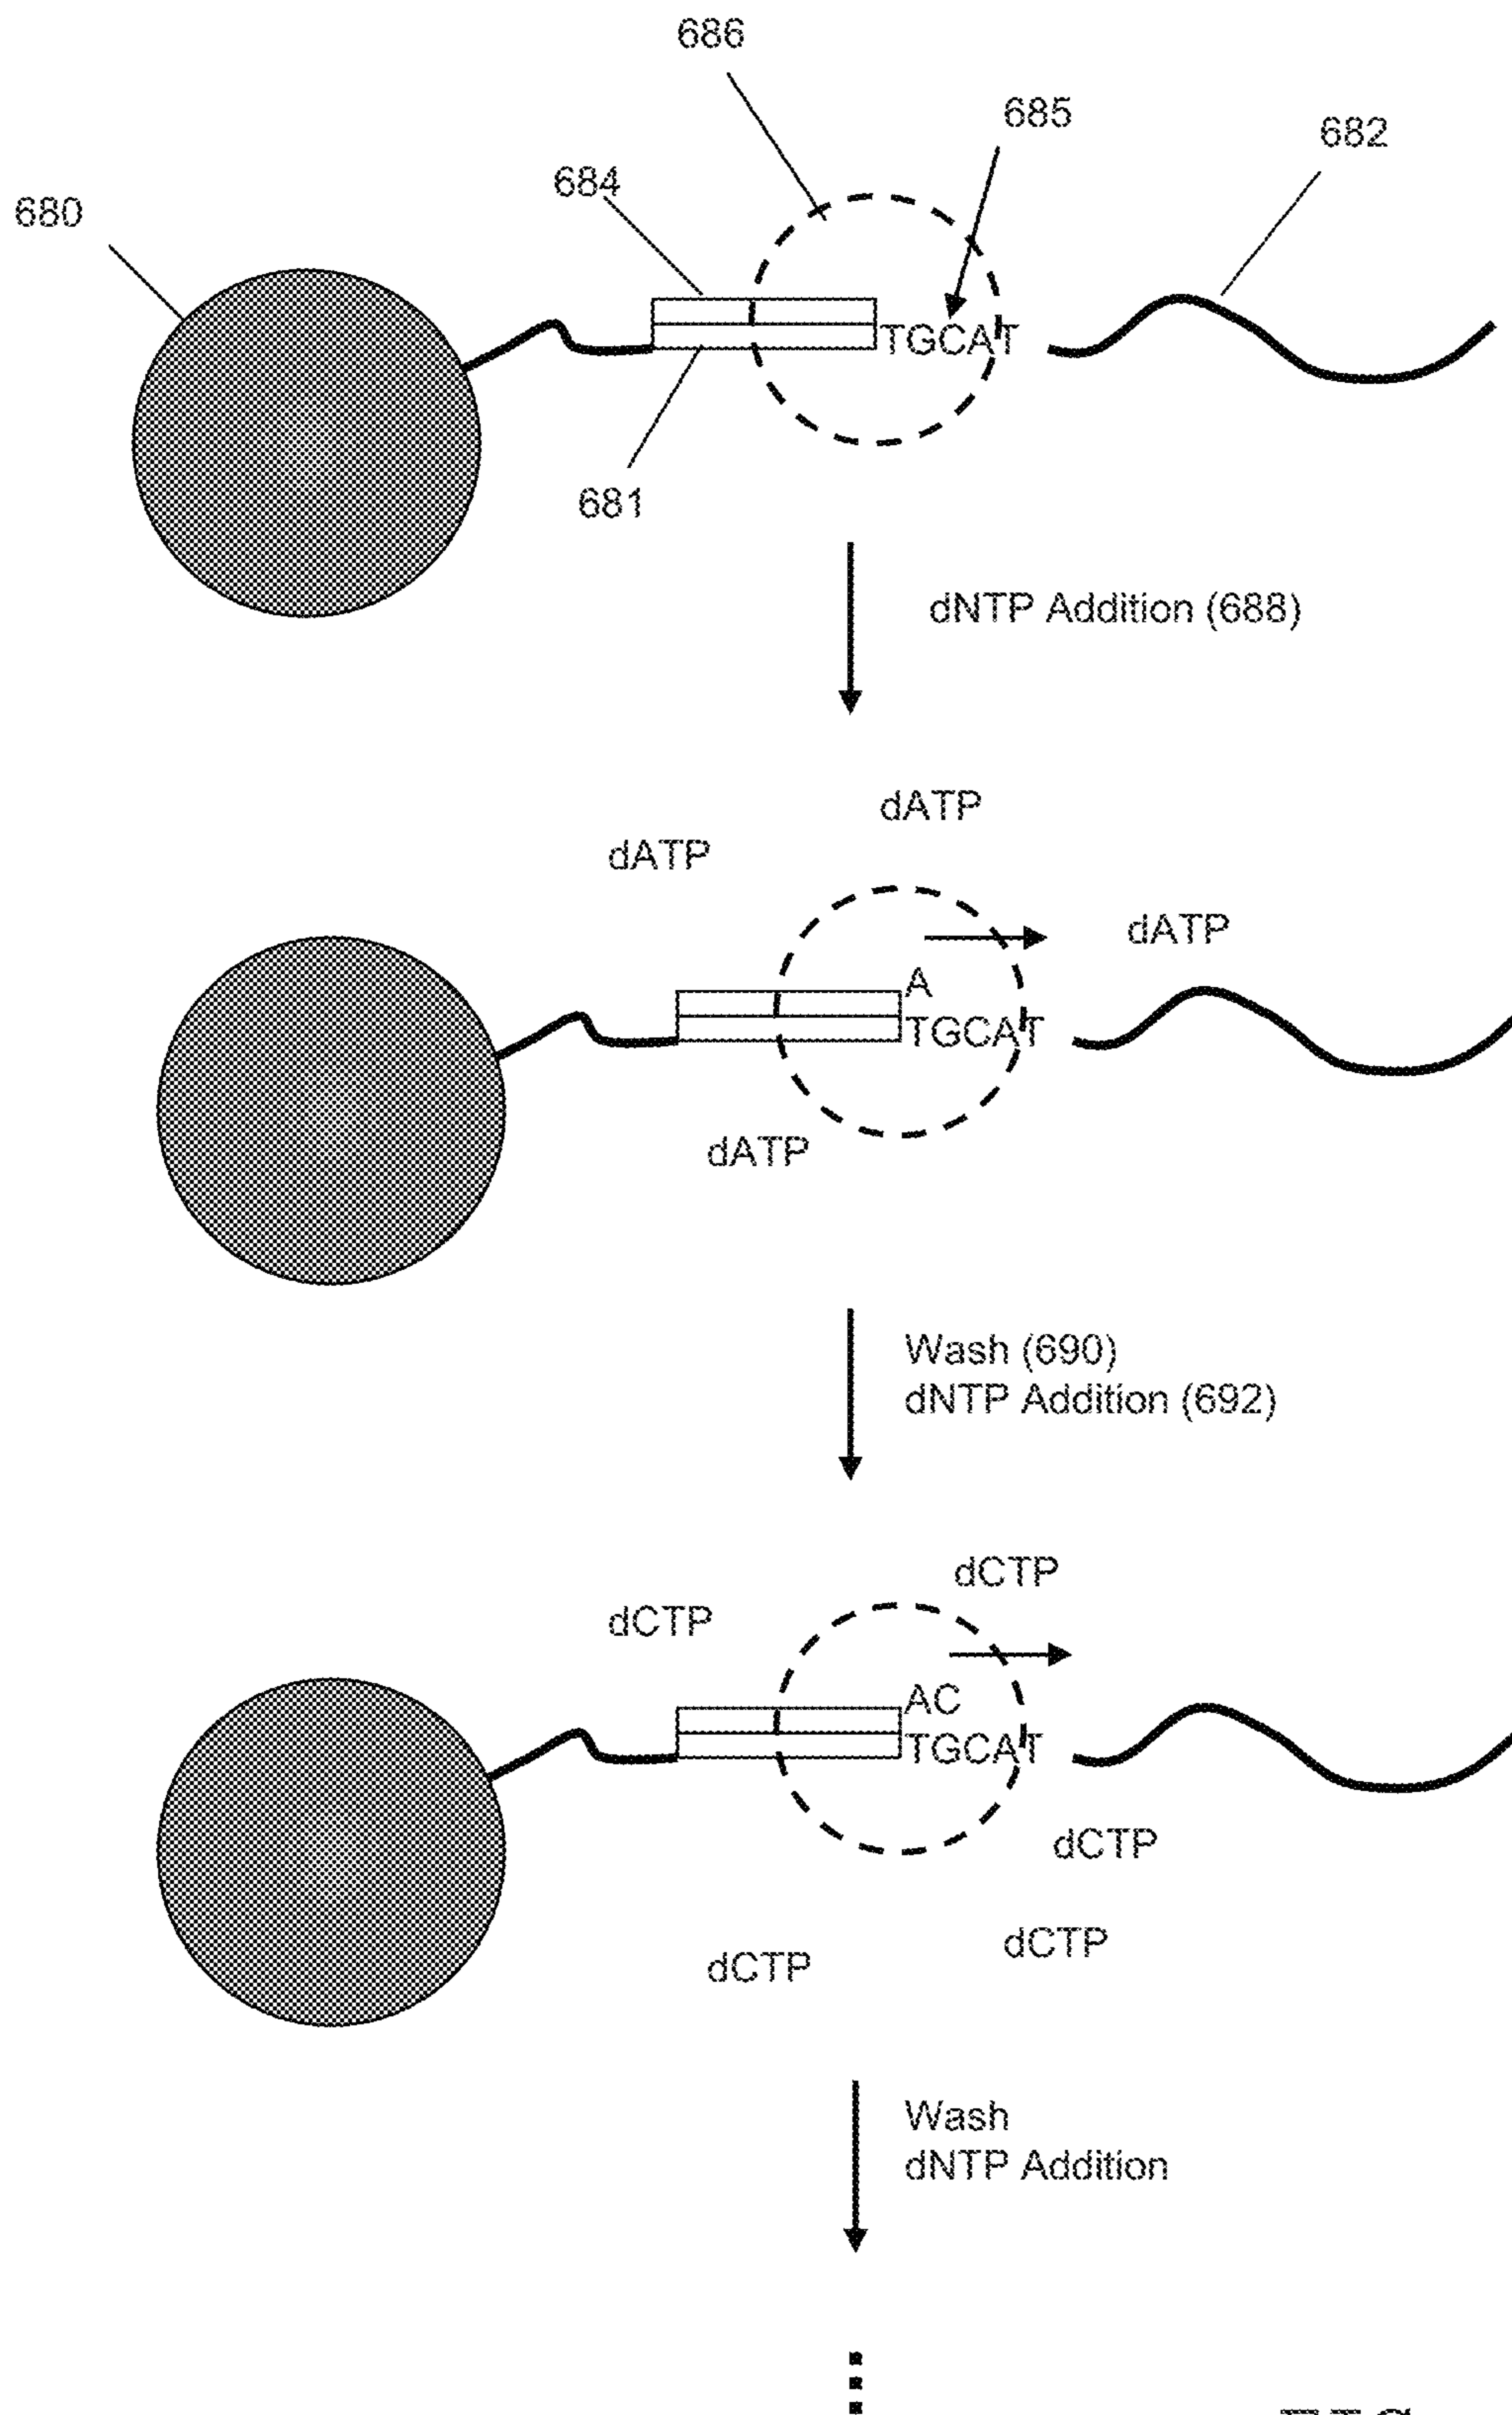 686
685
682
684
680
TGCAT
681
dNTP Addition (688)
dATP
dATP
dATP
A
TGCAT
dATP
Wash (690)
dNTP Addition (692)
dCTP
dCTP
AC
TGCAT
dCTP
dCTP
dCTP
Wash
dNTP Addition